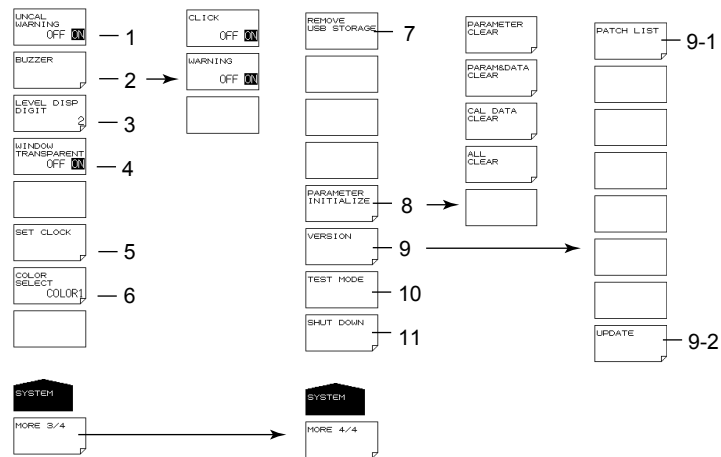 UNCAL
WARNING
OFF ON
1
BUZZER
2
LEVEL DISP
DIGIT
2
3
WINDOW
TRANSPARENT
OFF ON
4
SET CLOCK
5
COLOR
SELECT
COLOR1
6
SYSTEM
MORE 3/4
CLICK
OFF ON
WARNING
OFF ON
REMOVE
USB STORAGE
7
PARAMETER
INITIALIZE
8
VERSION
9
TEST MODE
10
SHUT DOWN
11
SYSTEM
MORE 4/4
PARAMETER
CLEAR
PARAM&DATA
CLEAR
CAL DATA
CLEAR
ALL
CLEAR
PATCH LIST
9-1
UPDATE
9-2